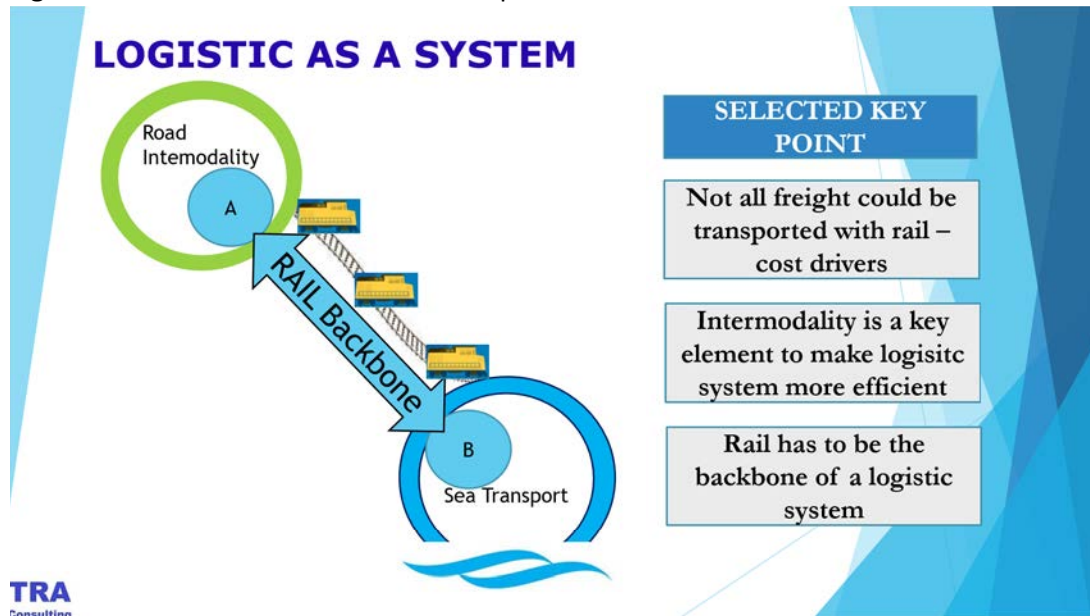 LOGISTIC AS A SYSTEM
Road
Intemodality
A
RAIL Backbone
B
Sea Transport
SELECTED KEY
POINT
Not all freight could be
transported with rail –
cost drivers
Intermodality is a key
element to make logisitc
system more efficient
Rail has to be the
backbone of a logistic
system
TRA
Consulting